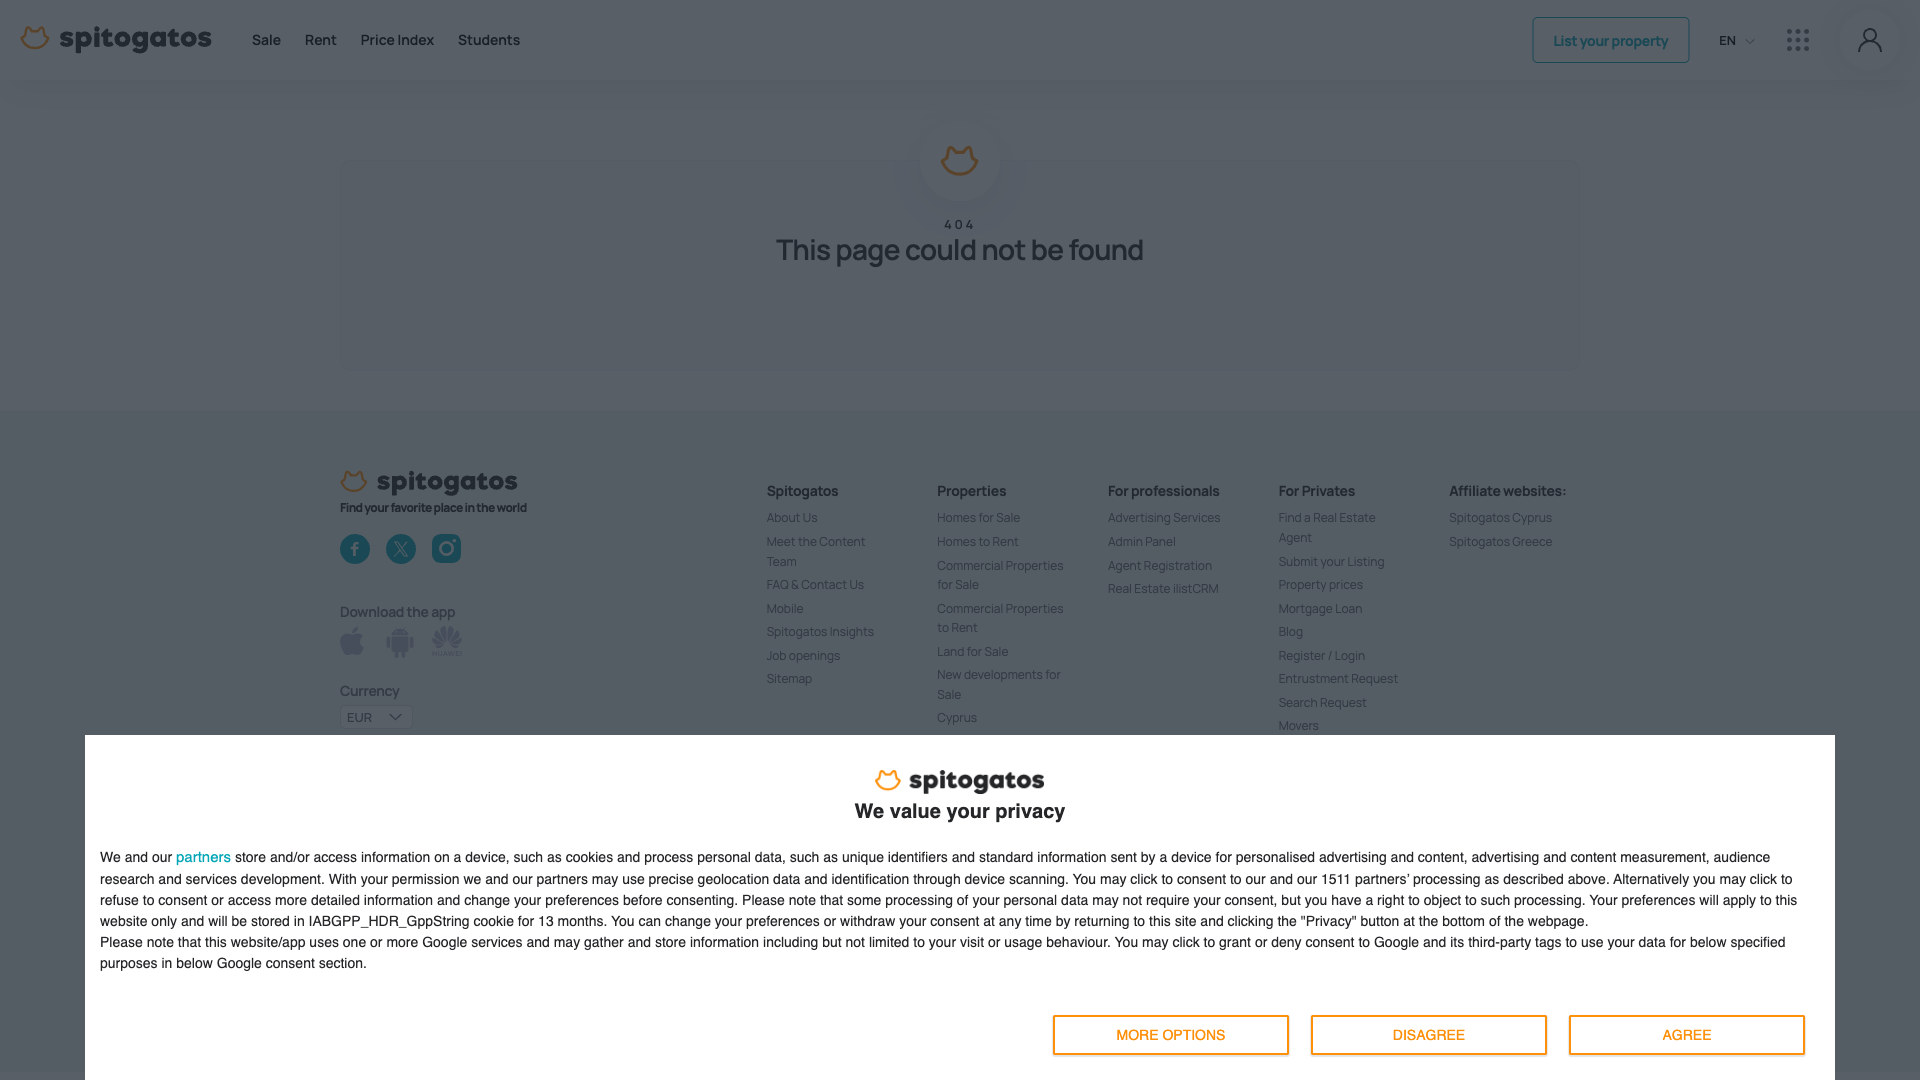 spitogatos
Sale
Rent
Price Index
Students
List your property
EN
404
This page could not be found
spitogatos
Find your favorite place in the world
Download the app
HUAWEI
Currency
EUR
Spitogatos
About Us
Meet the Content
Team
FAQ & Contact Us
Mobile
Spitogatos Insights
Job openings
Sitemap
Properties
Homes for Sale
Homes to Rent
Commercial Properties
for Sale
Commercial Properties
to Rent
Land for Sale
New developments for
Sale
Cyprus
For professionals
Advertising Services
Admin Panel
Agent Registration
Real Estate ilistCRM
For Privates
Find a Real Estate
Agent
Submit your Listing
Property prices
Mortgage Loan
Blog
Register / Login
Entrustment Request
Search Request
Movers
Affiliate websites:
Spitogatos Cyprus
Spitogatos Greece
spitogatos
We value your privacy
We and our partners store and/or access information on a device, such as cookies and process personal data, such as unique identifiers and standard information sent by a device for personalised advertising and content, advertising and content measurement, audience
research and services development. With your permission we and our partners may use precise geolocation data and identification through device scanning. You may click to consent to our and our 1511 partners’ processing as described above. Alternatively you may click to
refuse to consent or access more detailed information and change your preferences before consenting. Please note that some processing of your personal data may not require your consent, but you have a right to object to such processing. Your preferences will apply to this
website only and will be stored in IABGPP_HDR_GppString cookie for 13 months. You can change your preferences or withdraw your consent at any time by returning to this site and clicking the "Privacy" button at the bottom of the webpage.
Please note that this website/app uses one or more Google services and may gather and store information including but not limited to your visit or usage behaviour. You may click to grant or deny consent to Google and its third-party tags to use your data for below specified
purposes in below Google consent section.
MORE OPTIONS
DISAGREE
AGREE